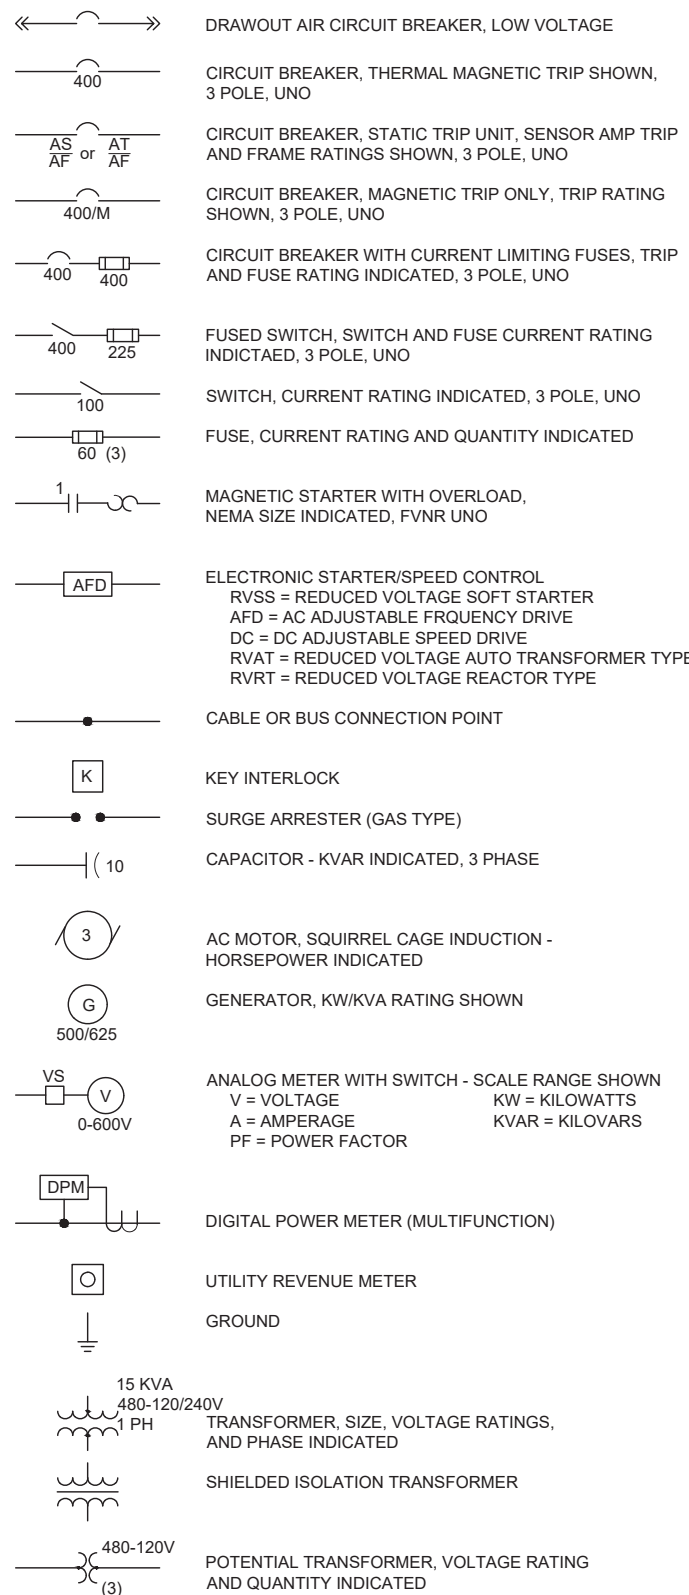 DRAWOUT AIR CIRCUIT BREAKER, LOW VOLTAGE
400
CIRCUIT BREAKER, THERMAL MAGNETIC TRIP SHOWN,
3 POLE, UNO
AS/AF or AT/AF
CIRCUIT BREAKER, STATIC TRIP UNIT, SENSOR AMP TRIP
AND FRAME RATINGS SHOWN, 3 POLE, UNO
400/M
CIRCUIT BREAKER, MAGNETIC TRIP ONLY, TRIP RATING
SHOWN, 3 POLE, UNO
400 400
CIRCUIT BREAKER WITH CURRENT LIMITING FUSES, TRIP
AND FUSE RATING INDICATED, 3 POLE, UNO
400 225
FUSED SWITCH, SWITCH AND FUSE CURRENT RATING
INDICTAED, 3 POLE, UNO
100
SWITCH, CURRENT RATING INDICATED, 3 POLE, UNO
60 (3)
FUSE, CURRENT RATING AND QUANTITY INDICATED
1
MAGNETIC STARTER WITH OVERLOAD,
NEMA SIZE INDICATED, FVNR UNO
AFD
ELECTRONIC STARTER/SPEED CONTROL
RVSS = REDUCED VOLTAGE SOFT STARTER
AFD = AC ADJUSTABLE FRQUENCY DRIVE
DC = DC ADJUSTABLE SPEED DRIVE
RVAT = REDUCED VOLTAGE AUTO TRANSFORMER TYPE
RVRT = REDUCED VOLTAGE REACTOR TYPE
CABLE OR BUS CONNECTION POINT
K
KEY INTERLOCK
SURGE ARRESTER (GAS TYPE)
10
CAPACITOR - KVAR INDICATED, 3 PHASE
3
AC MOTOR, SQUIRREL CAGE INDUCTION -
HORSEPOWER INDICATED
G
500/625
GENERATOR, KW/KVA RATING SHOWN
VS
V
0-600V
ANALOG METER WITH SWITCH - SCALE RANGE SHOWN
V = VOLTAGE KW = KILOWATTS
A = AMPERAGE KVAR = KILOVARS
PF = POWER FACTOR
DPM
DIGITAL POWER METER (MULTIFUNCTION)
UTILITY REVENUE METER
GROUND
15 KVA
480-120/240V
1 PH
TRANSFORMER, SIZE, VOLTAGE RATINGS,
AND PHASE INDICATED
SHIELDED ISOLATION TRANSFORMER
480-120V
(3)
POTENTIAL TRANSFORMER, VOLTAGE RATING
AND QUANTITY INDICATED